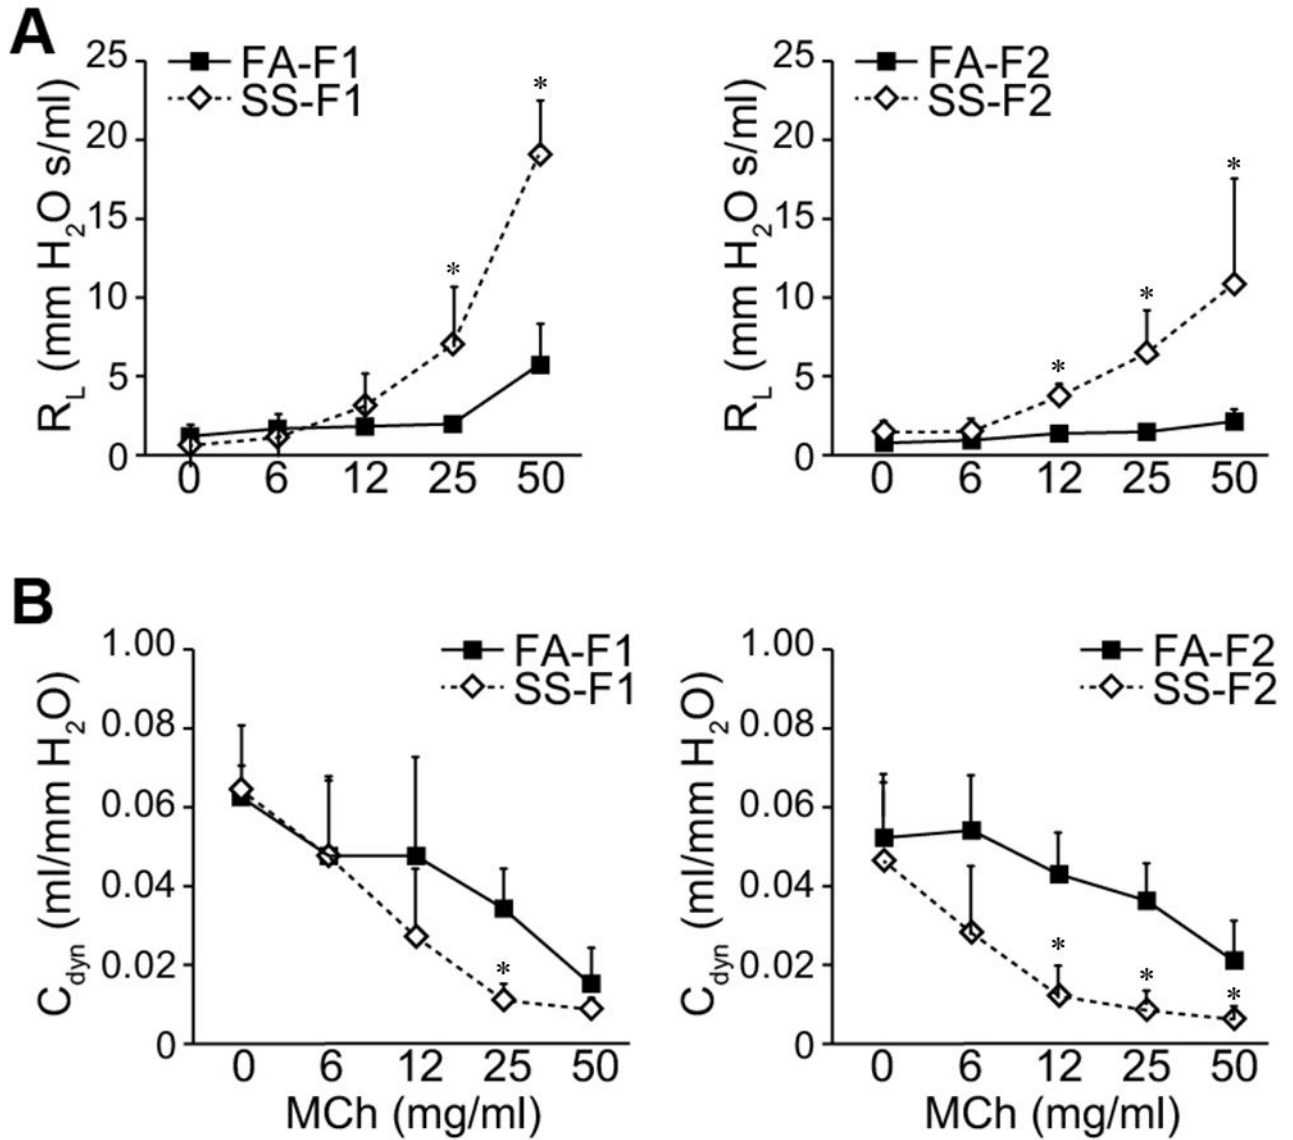 A
FA-F1
SS-F1
25
20
15
10
5
0
R_L (mm H₂O s/ml)
*
*
0 6 12 25 50
FA-F2
SS-F2
25
20
15
10
5
0
R_L (mm H₂O s/ml)
*
*
*
0 6 12 25 50
B
FA-F1
SS-F1
1.00
0.08
0.06
0.04
0.02
0
C_dyn (ml/mm H₂O)
*
0 6 12 25 50
MCh (mg/ml)
FA-F2
SS-F2
1.00
0.08
0.06
0.04
0.02
0
C_dyn (ml/mm H₂O)
*
*
*
0 6 12 25 50
MCh (mg/ml)